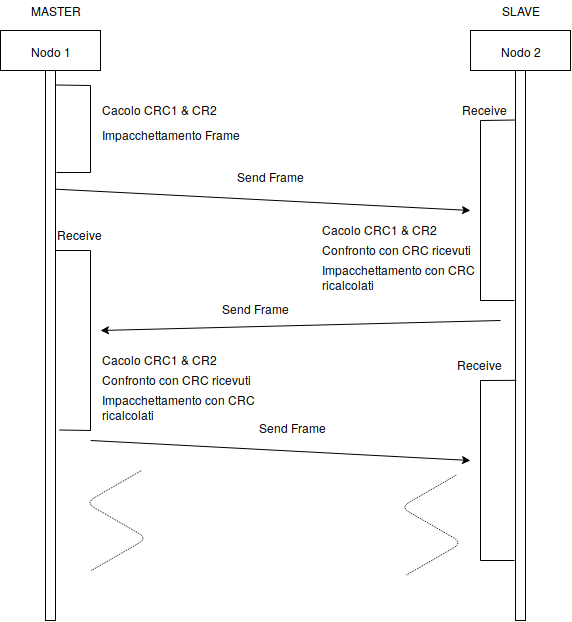 MASTER
SLAVE
Nodo 1
Nodo 2
Cacolo CRC1 & CR2
Impacchettamento Frame
Receive
Send Frame
Receive
Cacolo CRC1 & CR2
Confronto con CRC ricevuti
Impacchettamento con CRC
ricalcolati
Send Frame
Cacolo CRC1 & CR2
Confronto con CRC ricevuti
Impacchettamento con CRC
ricalcolati
Receive
Send Frame